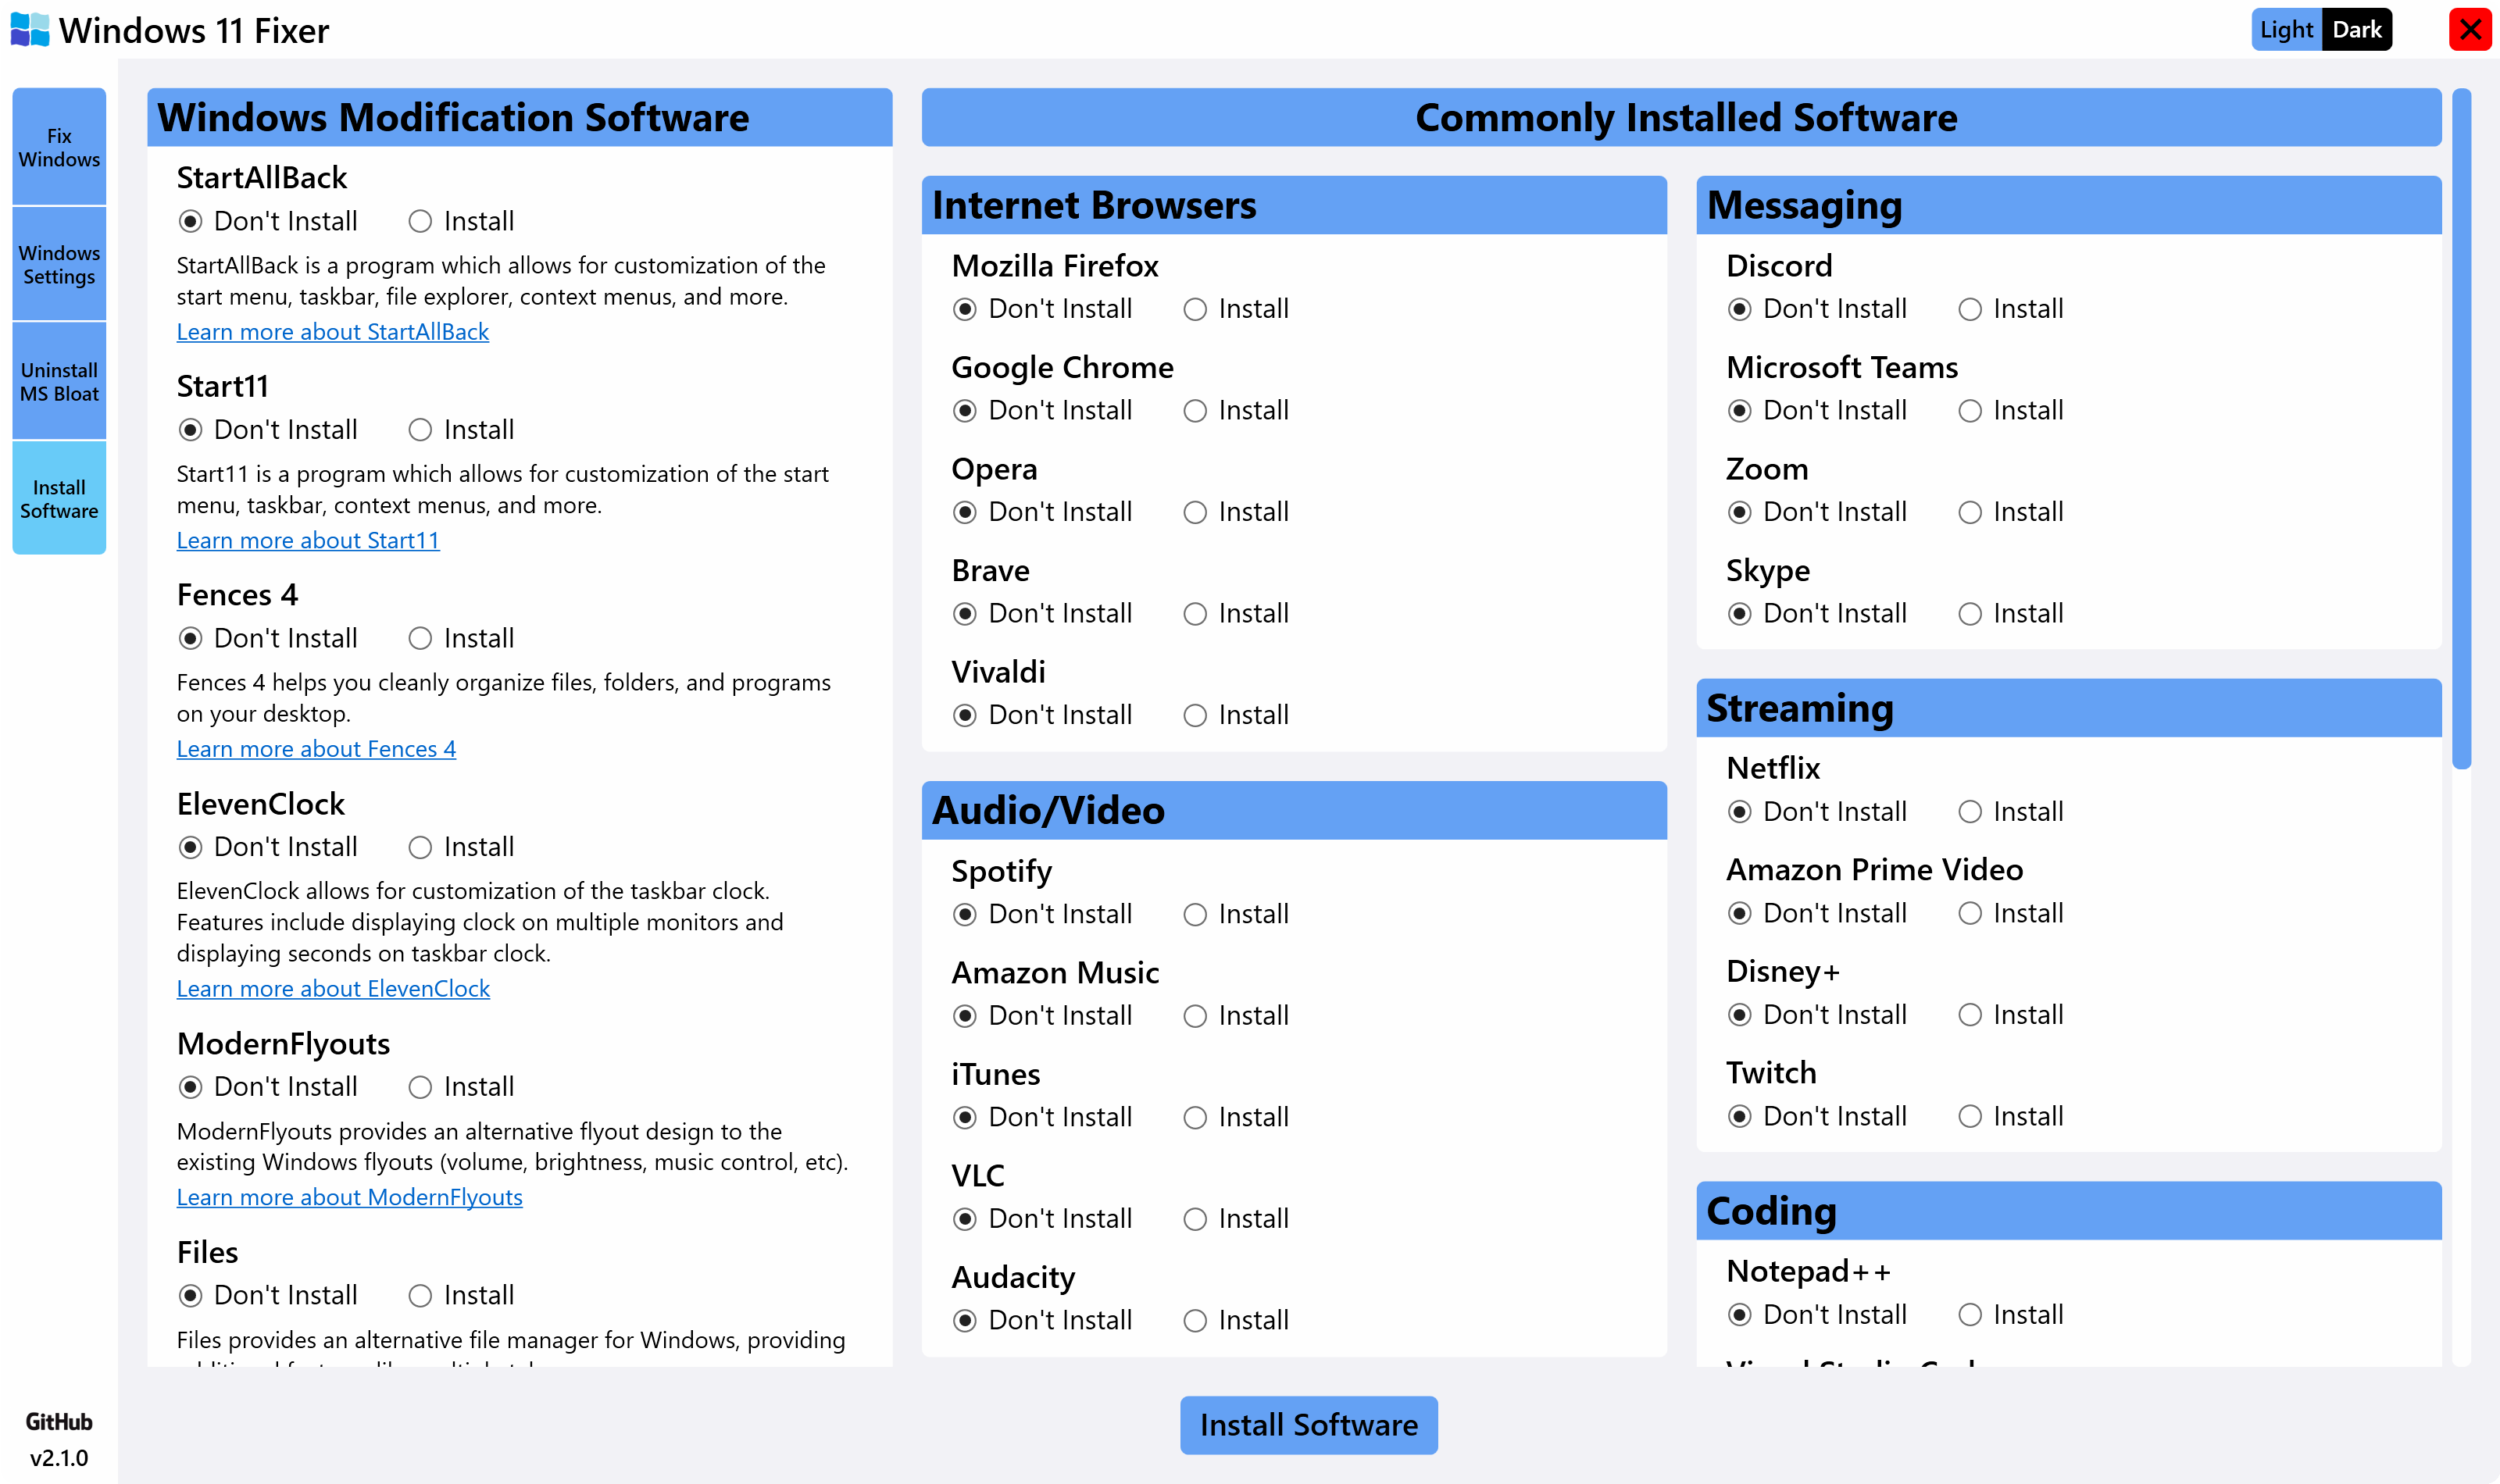 Windows 11 Fixer
Light Dark
Fix
Windows
Windows
Settings
Uninstall
MS Bloat
Install
Software
GitHub
v2.1.0
Windows Modification Software
StartAllBack
Don't Install Install
StartAllBack is a program which allows for customization of the
start menu, taskbar, file explorer, context menus, and more.
Learn more about StartAllBack
Start11
Don't Install Install
Start11 is a program which allows for customization of the start
menu, taskbar, context menus, and more.
Learn more about Start11
Fences 4
Don't Install Install
Fences 4 helps you cleanly organize files, folders, and programs
on your desktop.
Learn more about Fences 4
ElevenClock
Don't Install Install
ElevenClock allows for customization of the taskbar clock.
Features include displaying clock on multiple monitors and
displaying seconds on taskbar clock.
Learn more about ElevenClock
ModernFlyouts
Don't Install Install
ModernFlyouts provides an alternative flyout design to the
existing Windows flyouts (volume, brightness, music control, etc).
Learn more about ModernFlyouts
Files
Don't Install Install
Files provides an alternative file manager for Windows, providing
Commonly Installed Software
Internet Browsers
Mozilla Firefox
Don't Install Install
Google Chrome
Don't Install Install
Opera
Don't Install Install
Brave
Don't Install Install
Vivaldi
Don't Install Install
Audio/Video
Spotify
Don't Install Install
Amazon Music
Don't Install Install
iTunes
Don't Install Install
VLC
Don't Install Install
Audacity
Don't Install Install
Messaging
Discord
Don't Install Install
Microsoft Teams
Don't Install Install
Zoom
Don't Install Install
Skype
Don't Install Install
Streaming
Netflix
Don't Install Install
Amazon Prime Video
Don't Install Install
Disney+
Don't Install Install
Twitch
Don't Install Install
Coding
Notepad++
Don't Install Install
Install Software